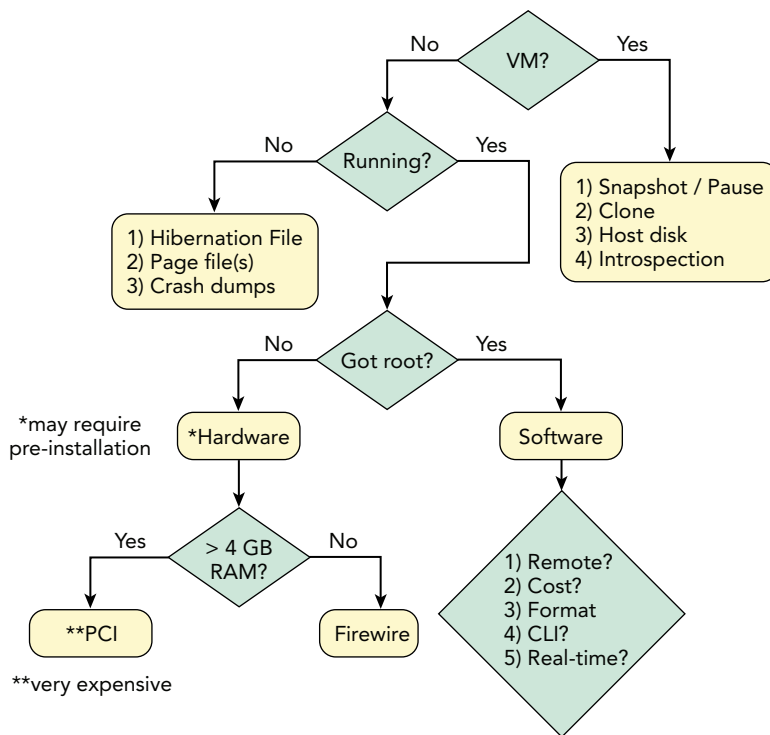 VM?
No
Yes
Running?
No
Yes
1) Snapshot / Pause
2) Clone
3) Host disk
4) Introspection
1) Hibernation File
2) Page file(s)
3) Crash dumps
Got root?
No
Yes
*may require
pre-installation
*Hardware
Software
> 4 GB
RAM?
Yes
No
1) Remote?
2) Cost?
3) Format
4) CLI?
5) Real-time?
**PCI
Firewire
**very expensive